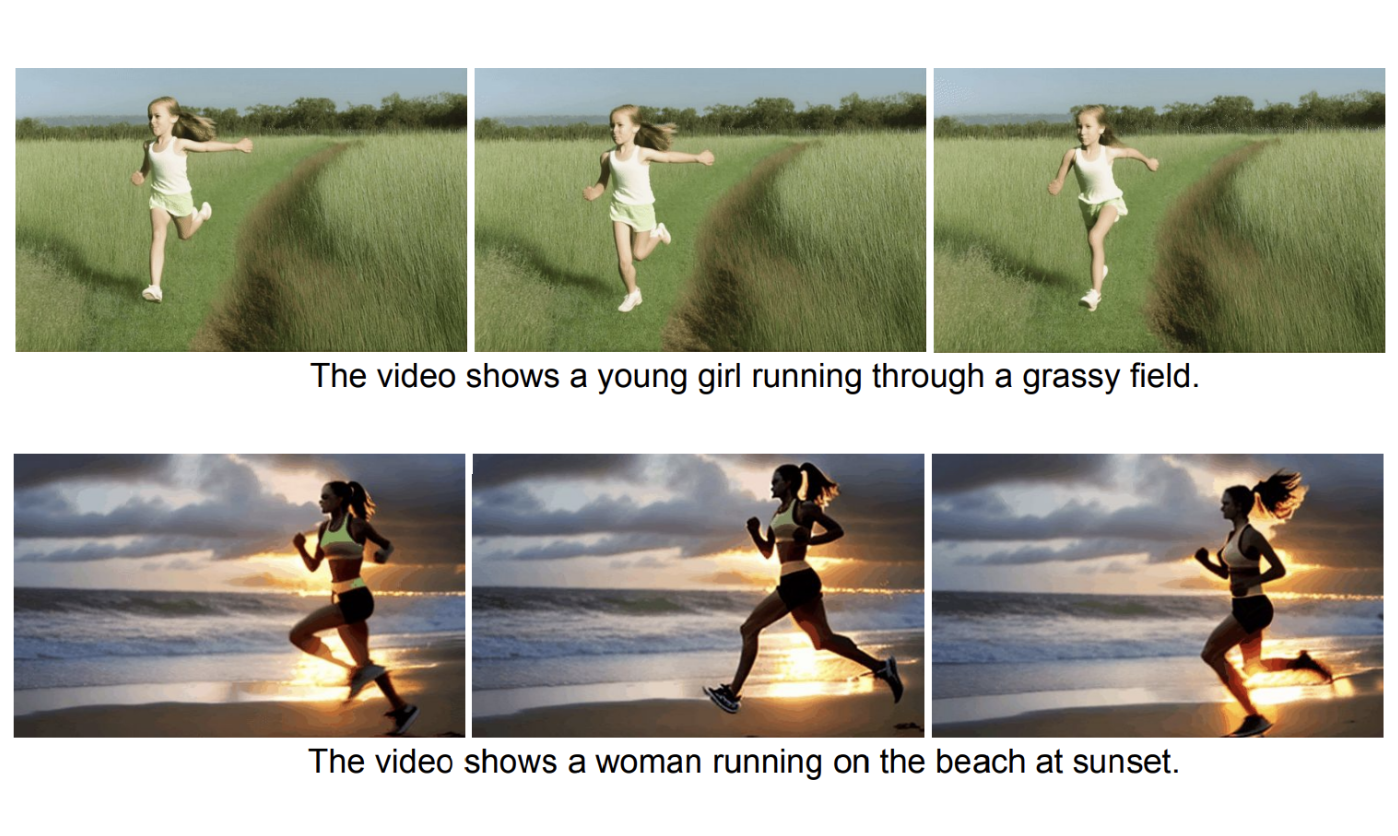 The video shows a young girl running through a grassy field.
The video shows a woman running on the beach at sunset.